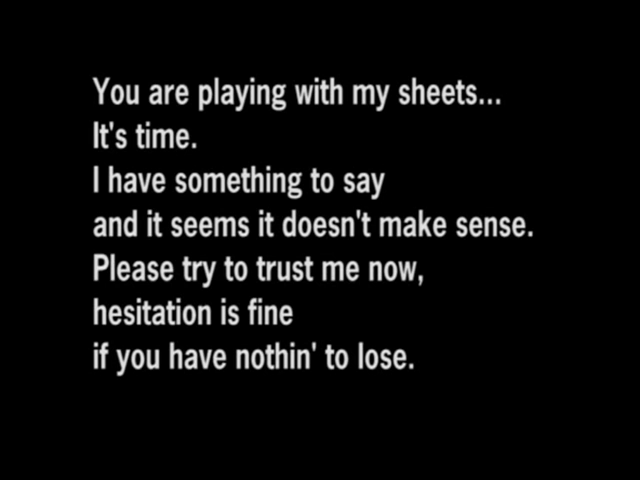 You are playing with my sheets...
It's time.
I have something to say
and it seems it doesn't make sense.
Please try to trust me now,
hesitation is fine
if you have nothin' to lose.